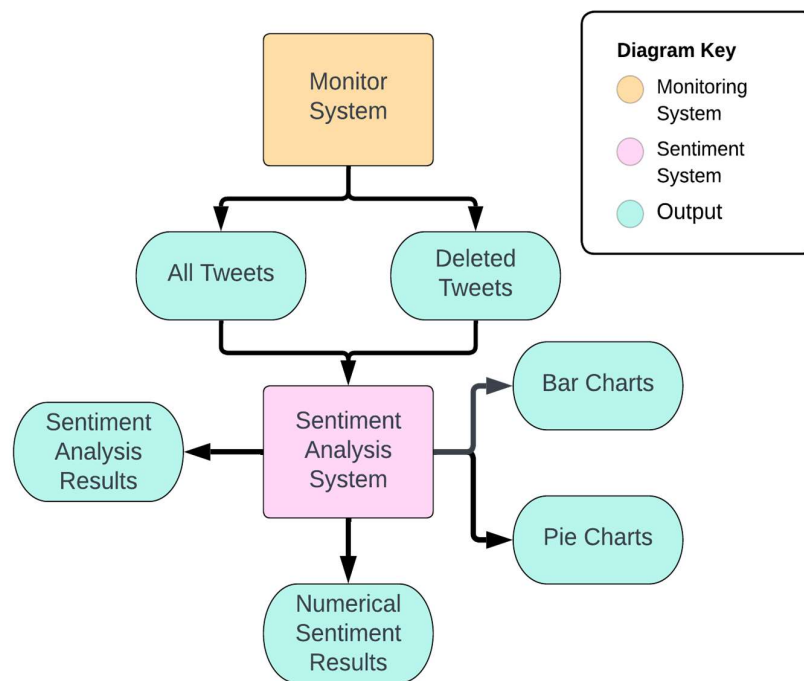 Monitor
System
Diagram Key
Monitoring
System
Sentiment
System
Output
All Tweets
Deleted
Tweets
Bar Charts
Sentiment
Analysis
Results
Sentiment
Analysis
System
Pie Charts
Numerical
Sentiment
Results